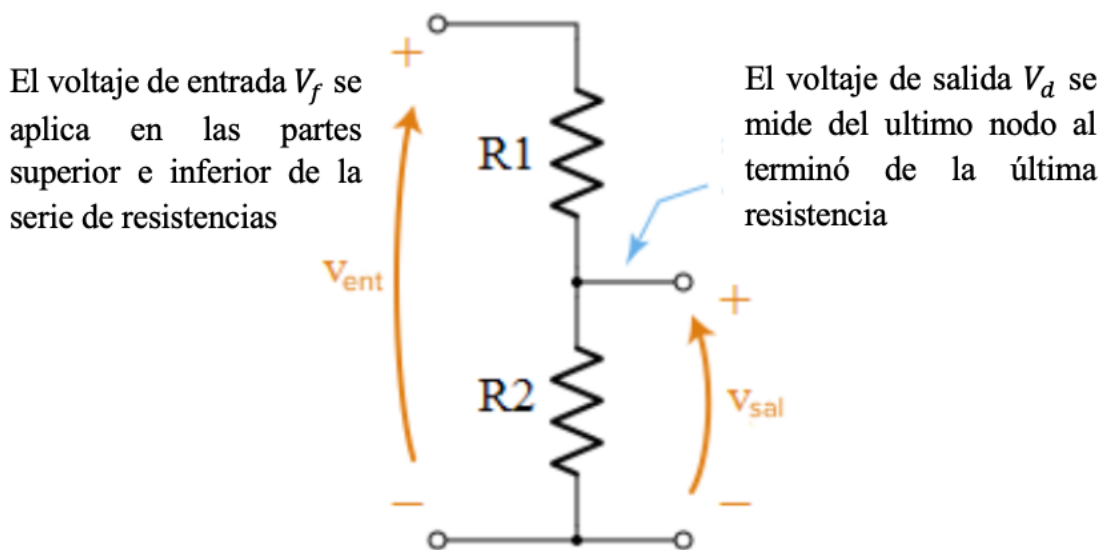 El voltaje de entrada V_f se
aplica en las partes
superior e inferior de la
serie de resistencias
El voltaje de salida V_d se
mide del ultimo nodo al
terminó de la última
resistencia
+
R1
v_ent
+
R2
v_sal
−
−